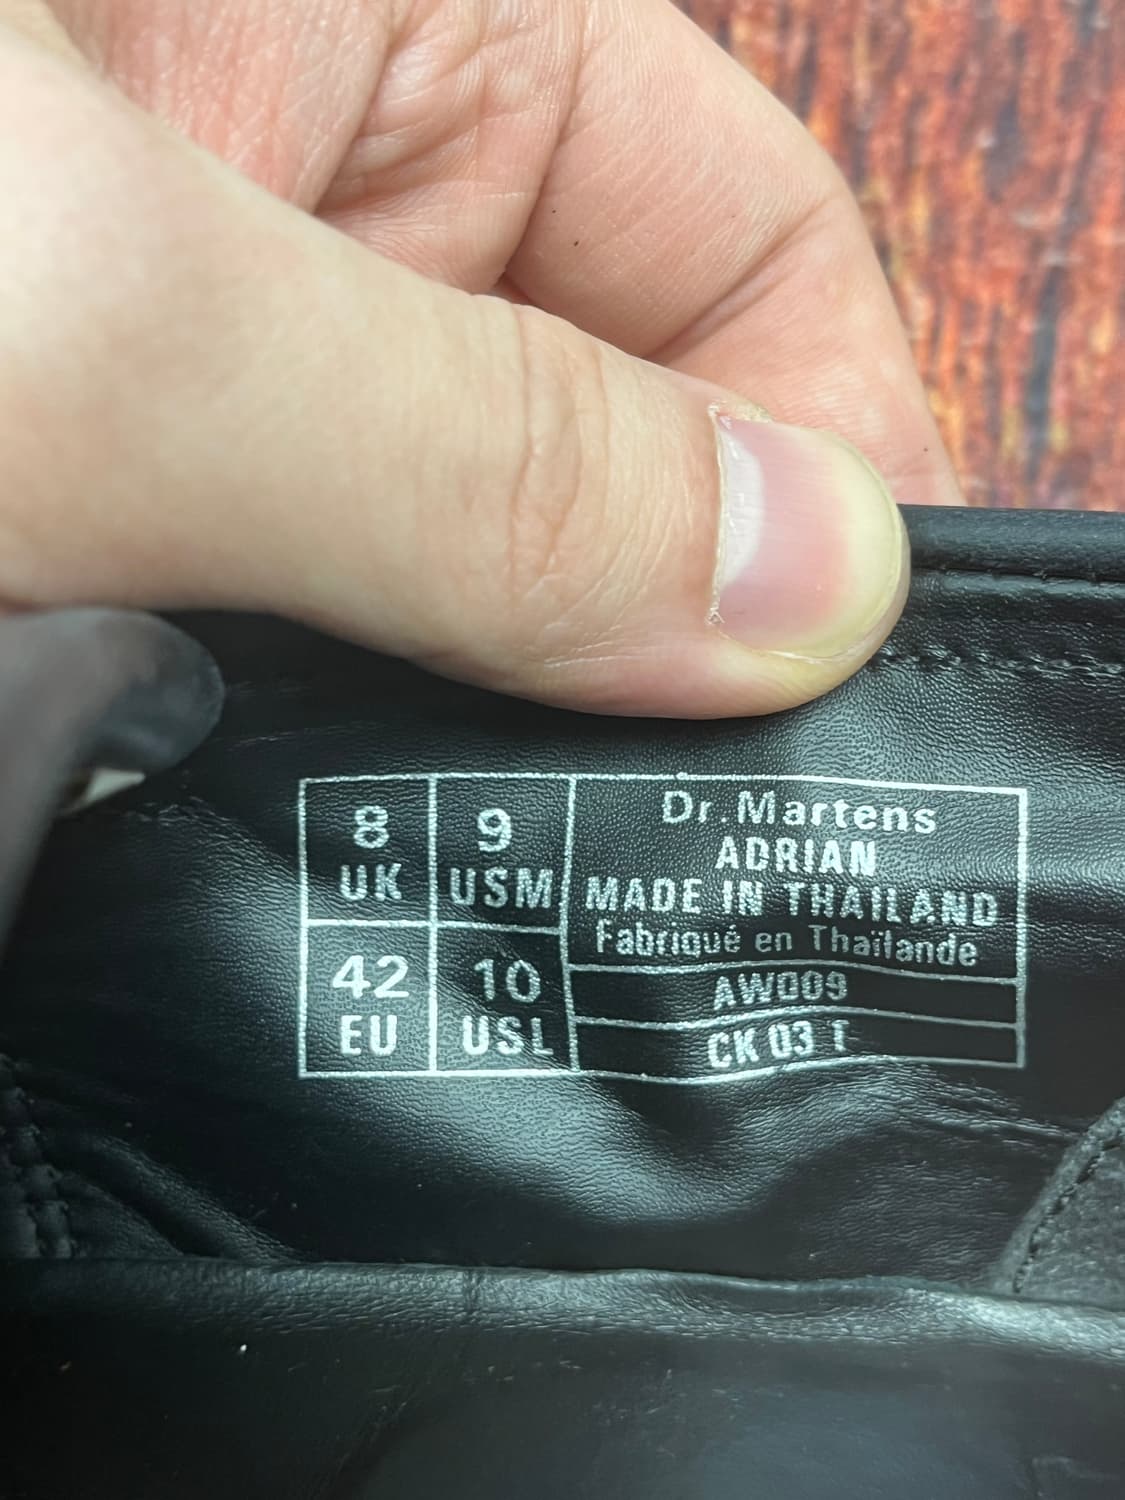 8
UK
9
USM
42
EU
10
USL
Dr. Martens
ADRIAN
MADE IN THAILAND
Fabriqué en Thaïlande
AW009
CK 03 T